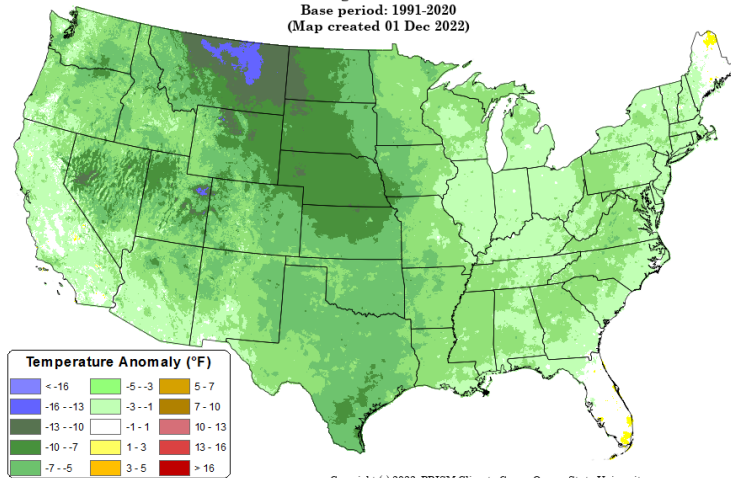 Base period: 1991-2020
(Map created 01 Dec 2022)
Temperature Anomaly (°F)
< -16
-5 - -3
5 - 7
-16 - -13
-3 - -1
7 - 10
-13 - -10
-1 - 1
10 - 13
-10 - -7
1 - 3
13 - 16
-7 - -5
3 - 5
> 16
Copyright (c) 2022, PRISM Climate Group, Oregon State University